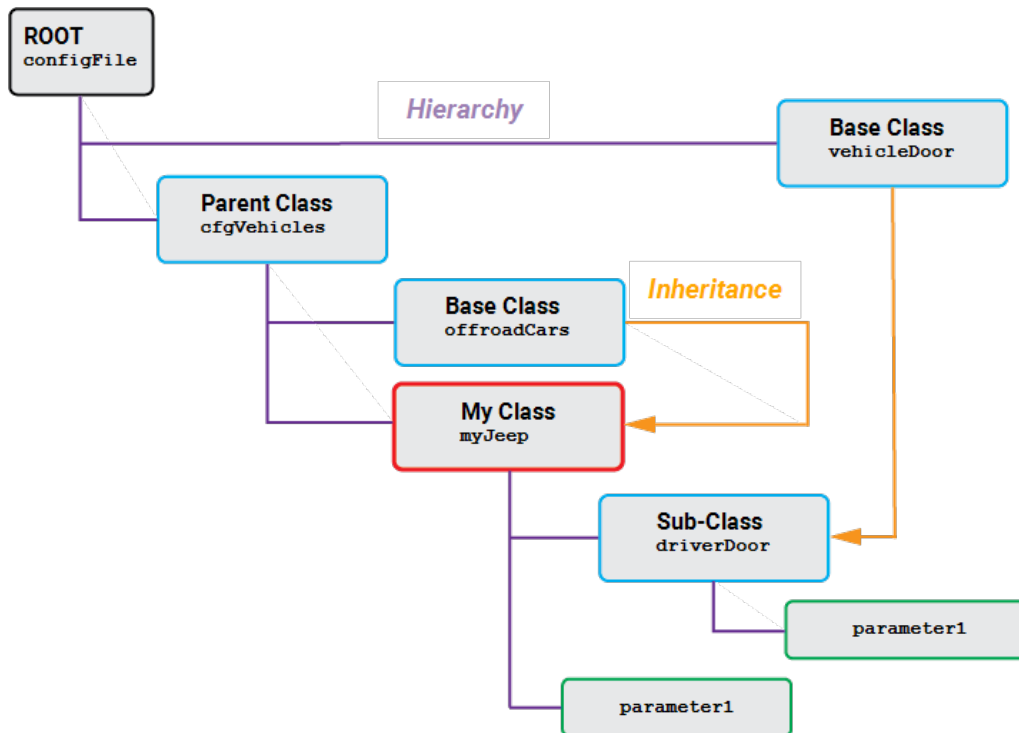 ROOT
configFile
Hierarchy
Base Class
vehicleDoor
Parent Class
cfgVehicles
Base Class
offroadCars
Inheritance
My Class
myJeep
Sub-Class
driverDoor
parameter1
parameter1